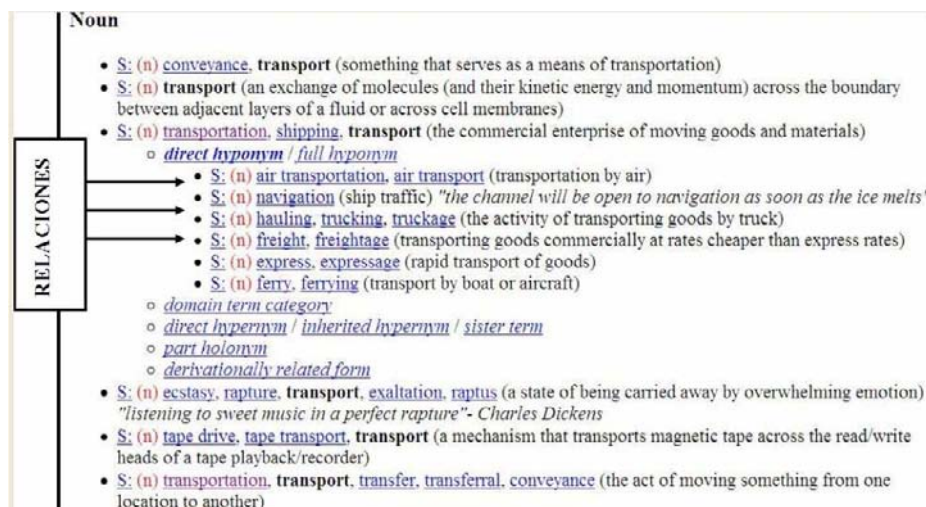 Noun
S: (n) conveyance, transport (something that serves as a means of transportation)
S: (n) transport (an exchange of molecules (and their kinetic energy and momentum) across the boundary
between adjacent layers of a fluid or across cell membranes)
S: (n) transportation, shipping, transport (the commercial enterprise of moving goods and materials)
direct hyponym / full hyponym
RELACIONES
S: (n) air transportation, air transport (transportation by air)
S: (n) navigation (ship traffic) "the channel will be open to navigation as soon as the ice melts"
S: (n) hauling, trucking, truckage (the activity of transporting goods by truck)
S: (n) freight, freightage (transporting goods commercially at rates cheaper than express rates)
S: (n) express, expressage (rapid transport of goods)
S: (n) ferry, ferrying (transport by boat or aircraft)
domain term category
direct hypernym / inherited hypernym / sister term
part holonym
derivationally related form
S: (n) ecstasy, rapture, transport, exaltation, raptus (a state of being carried away by overwhelming emotion)
"listening to sweet music in a perfect rapture"- Charles Dickens
S: (n) tape drive, tape transport, transport (a mechanism that transports magnetic tape across the read/write
heads of a tape playback/recorder)
S: (n) transportation, transport, transfer, transferral, conveyance (the act of moving something from one
location to another)